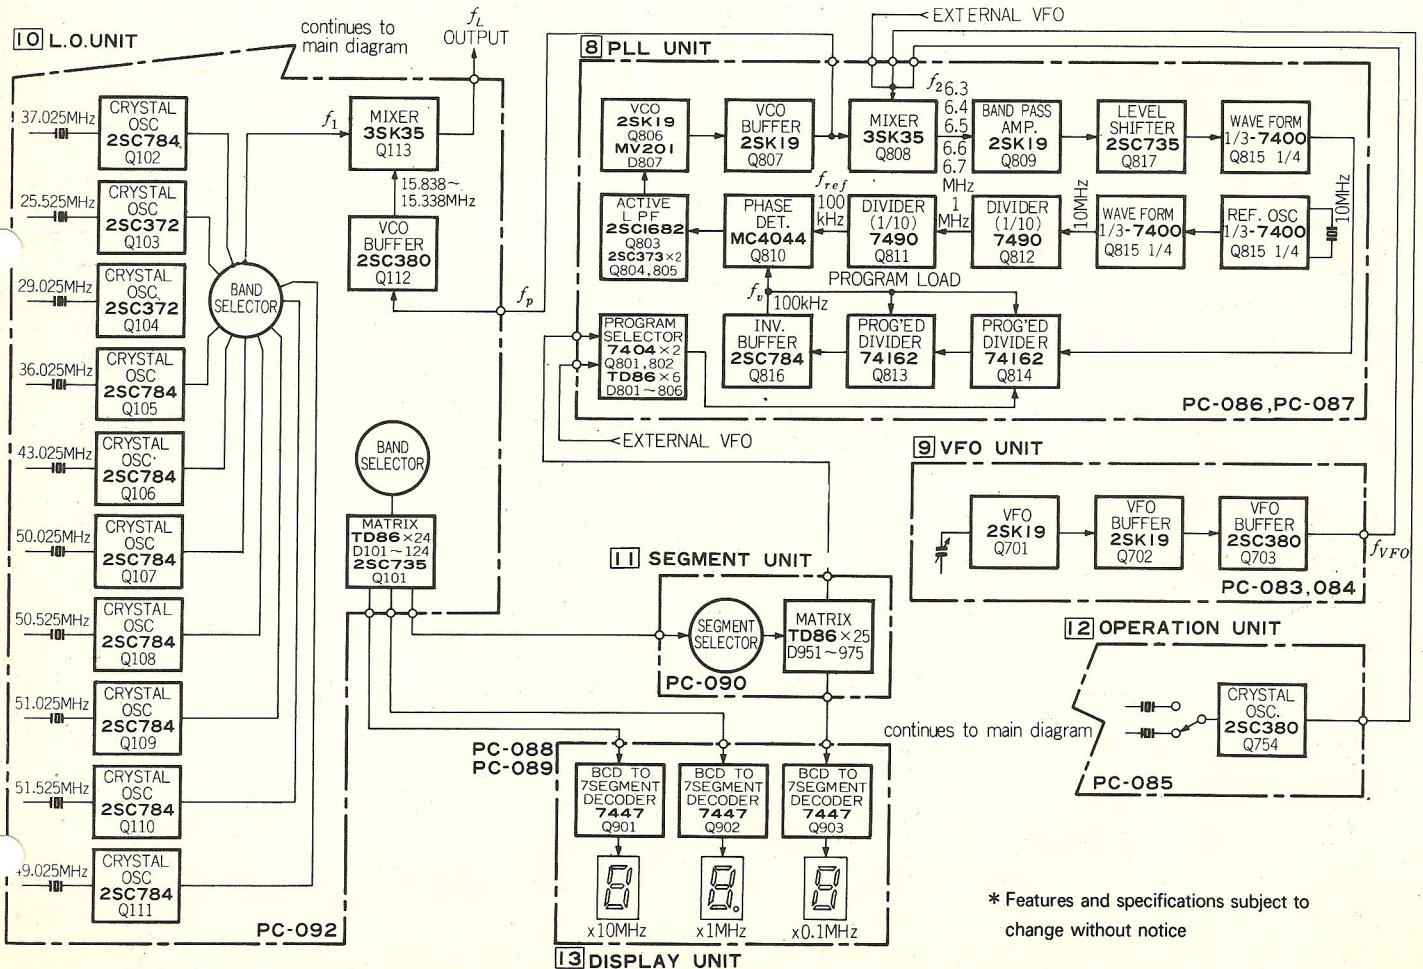 10 L.O.UNIT
continues to
main diagram
fL
OUTPUT
37.025MHz
CRYSTAL
OSC
2SC784
Q102
25.525MHz
CRYSTAL
OSC
2SC372
Q103
29.025MHz
CRYSTAL
OSC
2SC372
Q104
36.025MHz
CRYSTAL
OSC
2SC784
Q105
43.025MHz
CRYSTAL
OSC
2SC784
Q106
50.025MHz
CRYSTAL
OSC
2SC784
Q107
50.525MHz
CRYSTAL
OSC
2SC784
Q108
51.025MHz
CRYSTAL
OSC
2SC784
Q109
51.525MHz
CRYSTAL
OSC
2SC784
Q110
9.025MHz
CRYSTAL
OSC
2SC784
Q111
BAND
SELECTOR
f1
MIXER
3SK35
Q113
15.838~
15.338MHz
VCO
BUFFER
2SC380
Q112
fp
BAND
SELECTOR
MATRIX
TD86×24
D101~124
2SC735
Q101
PC-092
EXTERNAL VFO
8 PLL UNIT
VCO
2SK19
Q806
MV201
D807
VCO
BUFFER
2SK19
Q807
MIXER
3SK35
Q808
f2 6.3
6.4
6.5
6.6
6.7
MHz
BAND PASS
AMP.
2SK19
Q809
LEVEL
SHIFTER
2SC735
Q817
WAVE FORM
1/3-7400
Q815 1/4
10MHz
ACTIVE
LPF
2SC1682
Q803
2SC373×2
Q804,805
PHASE
DET.
MC4044
Q810
fref
100
kHz
DIVIDER
(1/10)
7490
Q811
1
MHz
DIVIDER
(1/10)
7490
Q812
10MHz
WAVE FORM
1/3-7400
Q815 1/4
REF. OSC
1/3-7400
Q815 1/4
10MHz
PROGRAM LOAD
fv
100kHz
PROGRAM
SELECTOR
7404×2
Q801,802
TD86×6
D801~806
INV.
BUFFER
2SC784
Q816
PROG'ED
DIVIDER
74162
Q813
PROG'ED
DIVIDER
74162
Q814
PC-086,PC-087
EXTERNAL VFO
9 VFO UNIT
VFO
2SK19
Q701
VFO
BUFFER
2SK19
Q702
VFO
BUFFER
2SC380
Q703
fVFO
PC-083,084
11 SEGMENT UNIT
SEGMENT
SELECTOR
MATRIX
TD86×25
D951~975
PC-090
12 OPERATION UNIT
continues to main diagram
CRYSTAL
OSC.
2SC380
Q754
PC-085
PC-088
PC-089
BCD TO
7SEGMENT
DECODER
7447
Q901
BCD TO
7SEGMENT
DECODER
7447
Q902
BCD TO
7SEGMENT
DECODER
7447
Q903
8
8.
8
x10MHz
x1MHz
x0.1MHz
13 DISPLAY UNIT
* Features and specifications subject to
change without notice